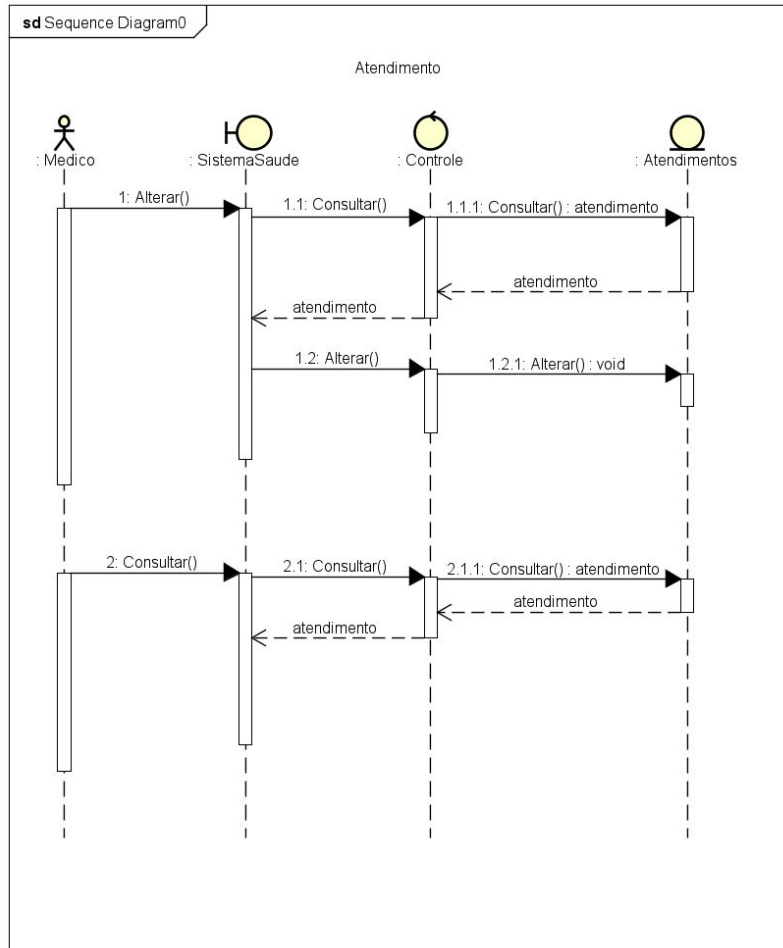 sd Sequence Diagram0
Atendimento
: Medico
: SistemaSaude
: Controle
: Atendimentos
1: Alterar()
1.1: Consultar()
1.1.1: Consultar() : atendimento
atendimento
atendimento
1.2: Alterar()
1.2.1: Alterar() : void
2: Consultar()
2.1: Consultar()
2.1.1: Consultar() : atendimento
atendimento
atendimento